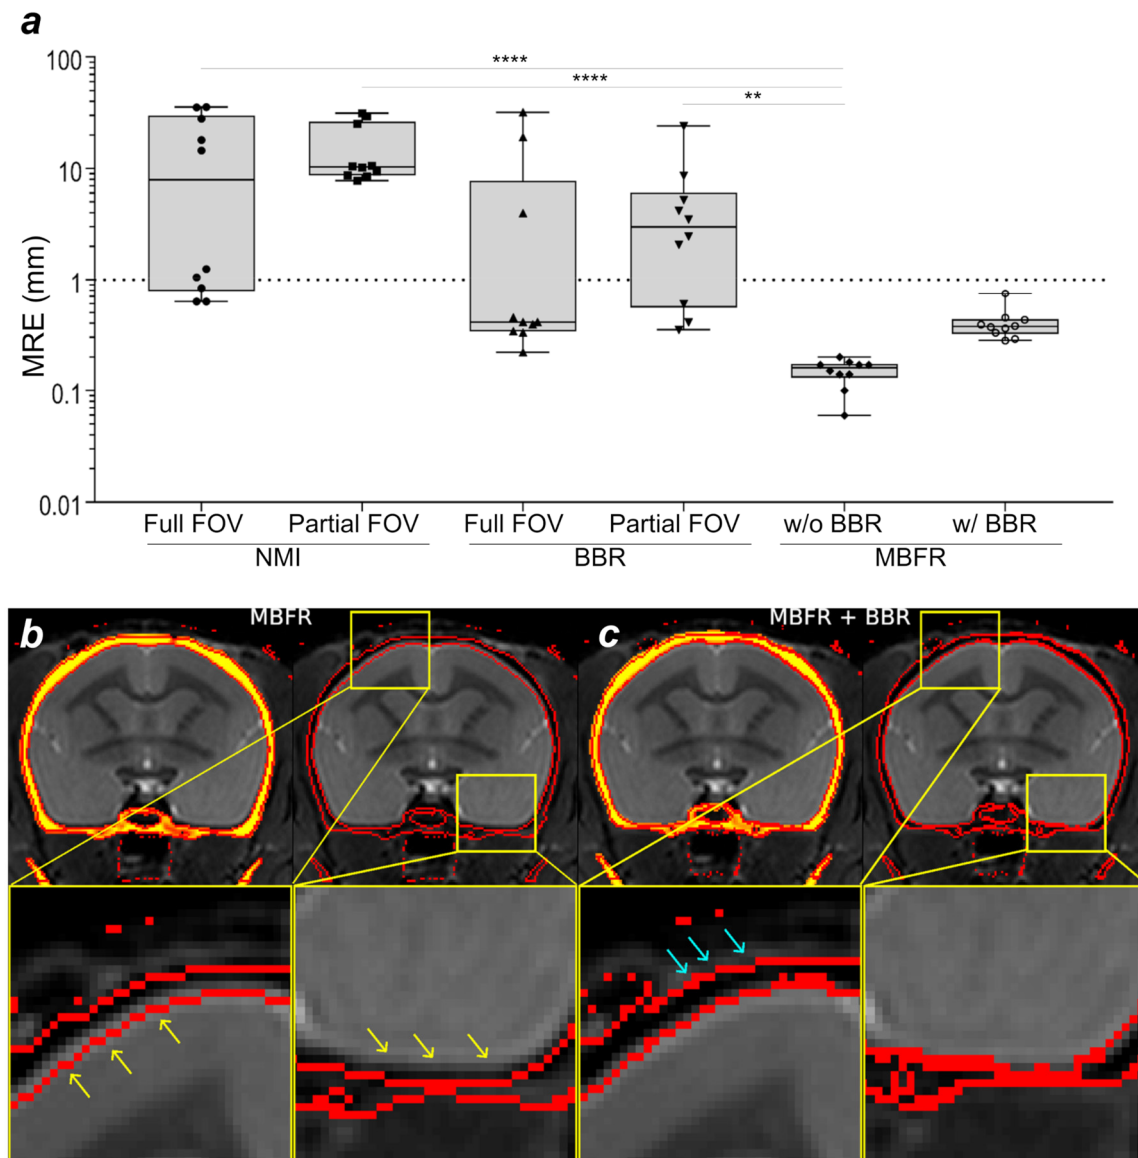 a
100
10
1
0.1
0.01
MRE (mm)
****
****
**
Full FOV Partial FOV Full FOV Partial FOV w/o BBR w/ BBR
NMI BBR MBFR
b MBFR c MBFR + BBR